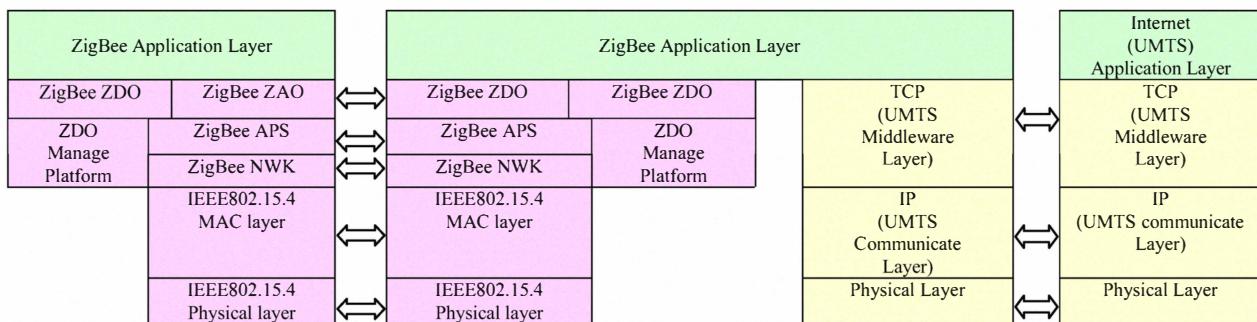 ZigBee Application Layer
ZigBee ZDO
ZigBee ZAO
ZDO
Manage
Platform
ZigBee APS
ZigBee NWK
IEEE802.15.4
MAC layer
IEEE802.15.4
Physical layer
ZigBee Application Layer
ZigBee ZDO
ZigBee ZDO
ZigBee APS
ZigBee NWK
ZDO
Manage
Platform
IEEE802.15.4
MAC layer
IEEE802.15.4
Physical layer
TCP
(UMTS
Middleware
Layer)
IP
(UMTS
Communicate
Layer)
Physical Layer
Internet
(UMTS)
Application Layer
TCP
(UMTS
Middleware
Layer)
IP
(UMTS communicate
Layer)
Physical Layer